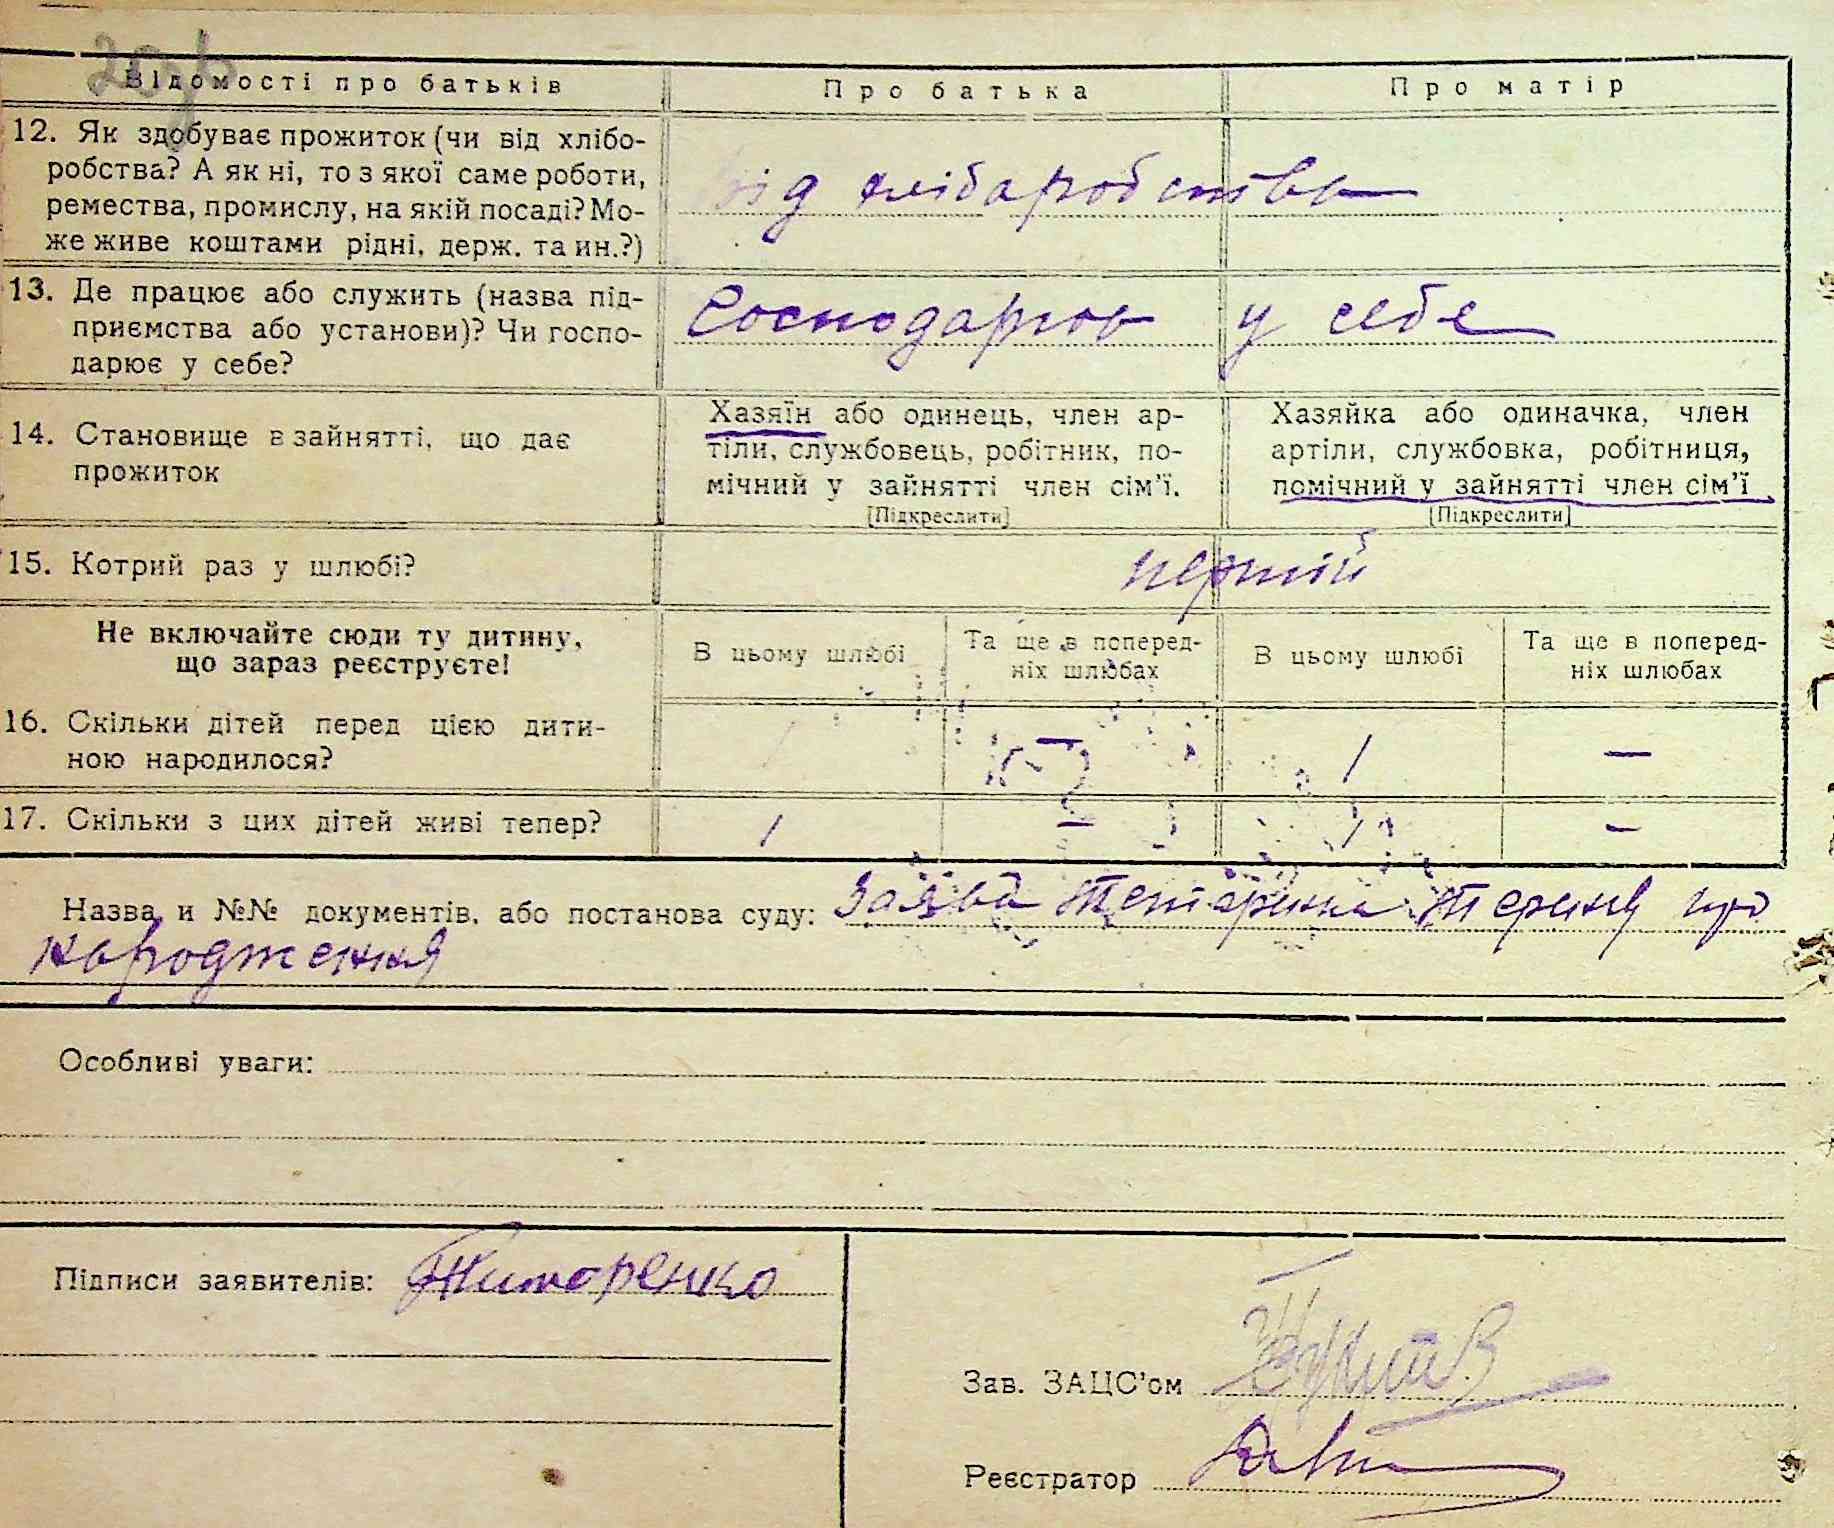 Відомості про батьків
Про батька
Про матір
12. Як здобуває прожиток (чи від хлібо-
робства? А як ні, то з якої саме роботи,
ремества, промислу, на якій посаді? Мо-
же живе коштами рідні, держ. та ин.?)
Від хлібаробства
13. Де працює або служить (назва під-
приємства або установи)? Чи госпо-
дарює у себе?
у себе
14. Становище в зайнятті, що дає
прожиток
Хазяїн або одинець, член ар-
тіли, службовець, робітник, по-
мічний у зайнятті член сім'ї.
[Підкреслити]
Хазяйка або одиначка, член
артіли, службовка, робітниця,
помічний у зайнятті член сім'ї
[Підкреслити]
15. Котрий раз у шлюбі?
Не включайте сюди ту дитину,
що зараз реєструєте!
В цьому шлюбі
Та ще в поперед-
ніх шлюбах
В цьому шлюбі
Та ще в поперед-
ніх шлюбах
16. Скільки дітей перед цією дити-
ною народилося?
/ — / —
17. Скільки з цих дітей живі тепер?
/ — / —
Назва и №№ документів, або постанова суду: Заява про
народження
Особливі уваги:
Підписи заявителів:
Зав. ЗАЦС'ом
Реєстратор